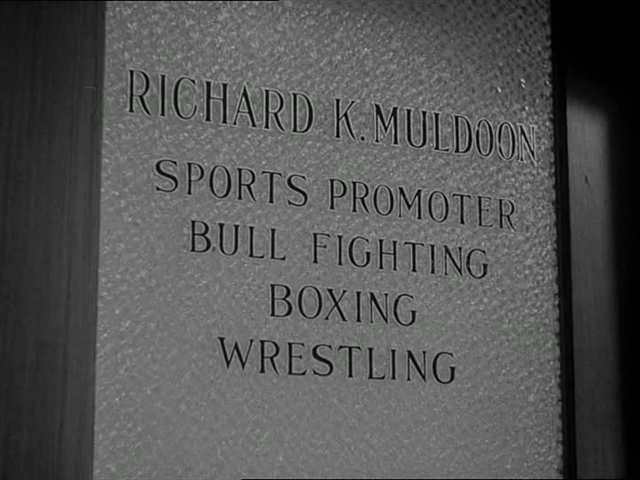 RICHARD K. MULDOON
SPORTS PROMOTER
BULL FIGHTING
BOXING
WRESTLING